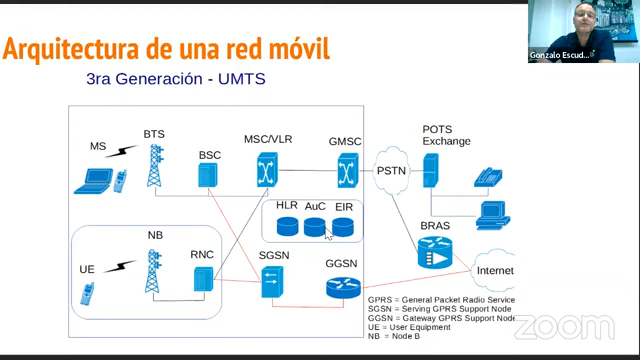 Arquitectura de una red móvil
Gonzalo Escud...
3ra Generación - UMTS
MS
BTS
BSC
MSC/VLR
GMSC
PSTN
POTS
Exchange
HLR
AuC
EIR
NB
UE
RNC
SGSN
GGSN
BRAS
Internet
GPRS = General Packet Radio Service
SGSN = Serving GPRS Support Node
GGSN = Gateway GPRS Support Node
UE = User Equipment
NB = Node B
zoom